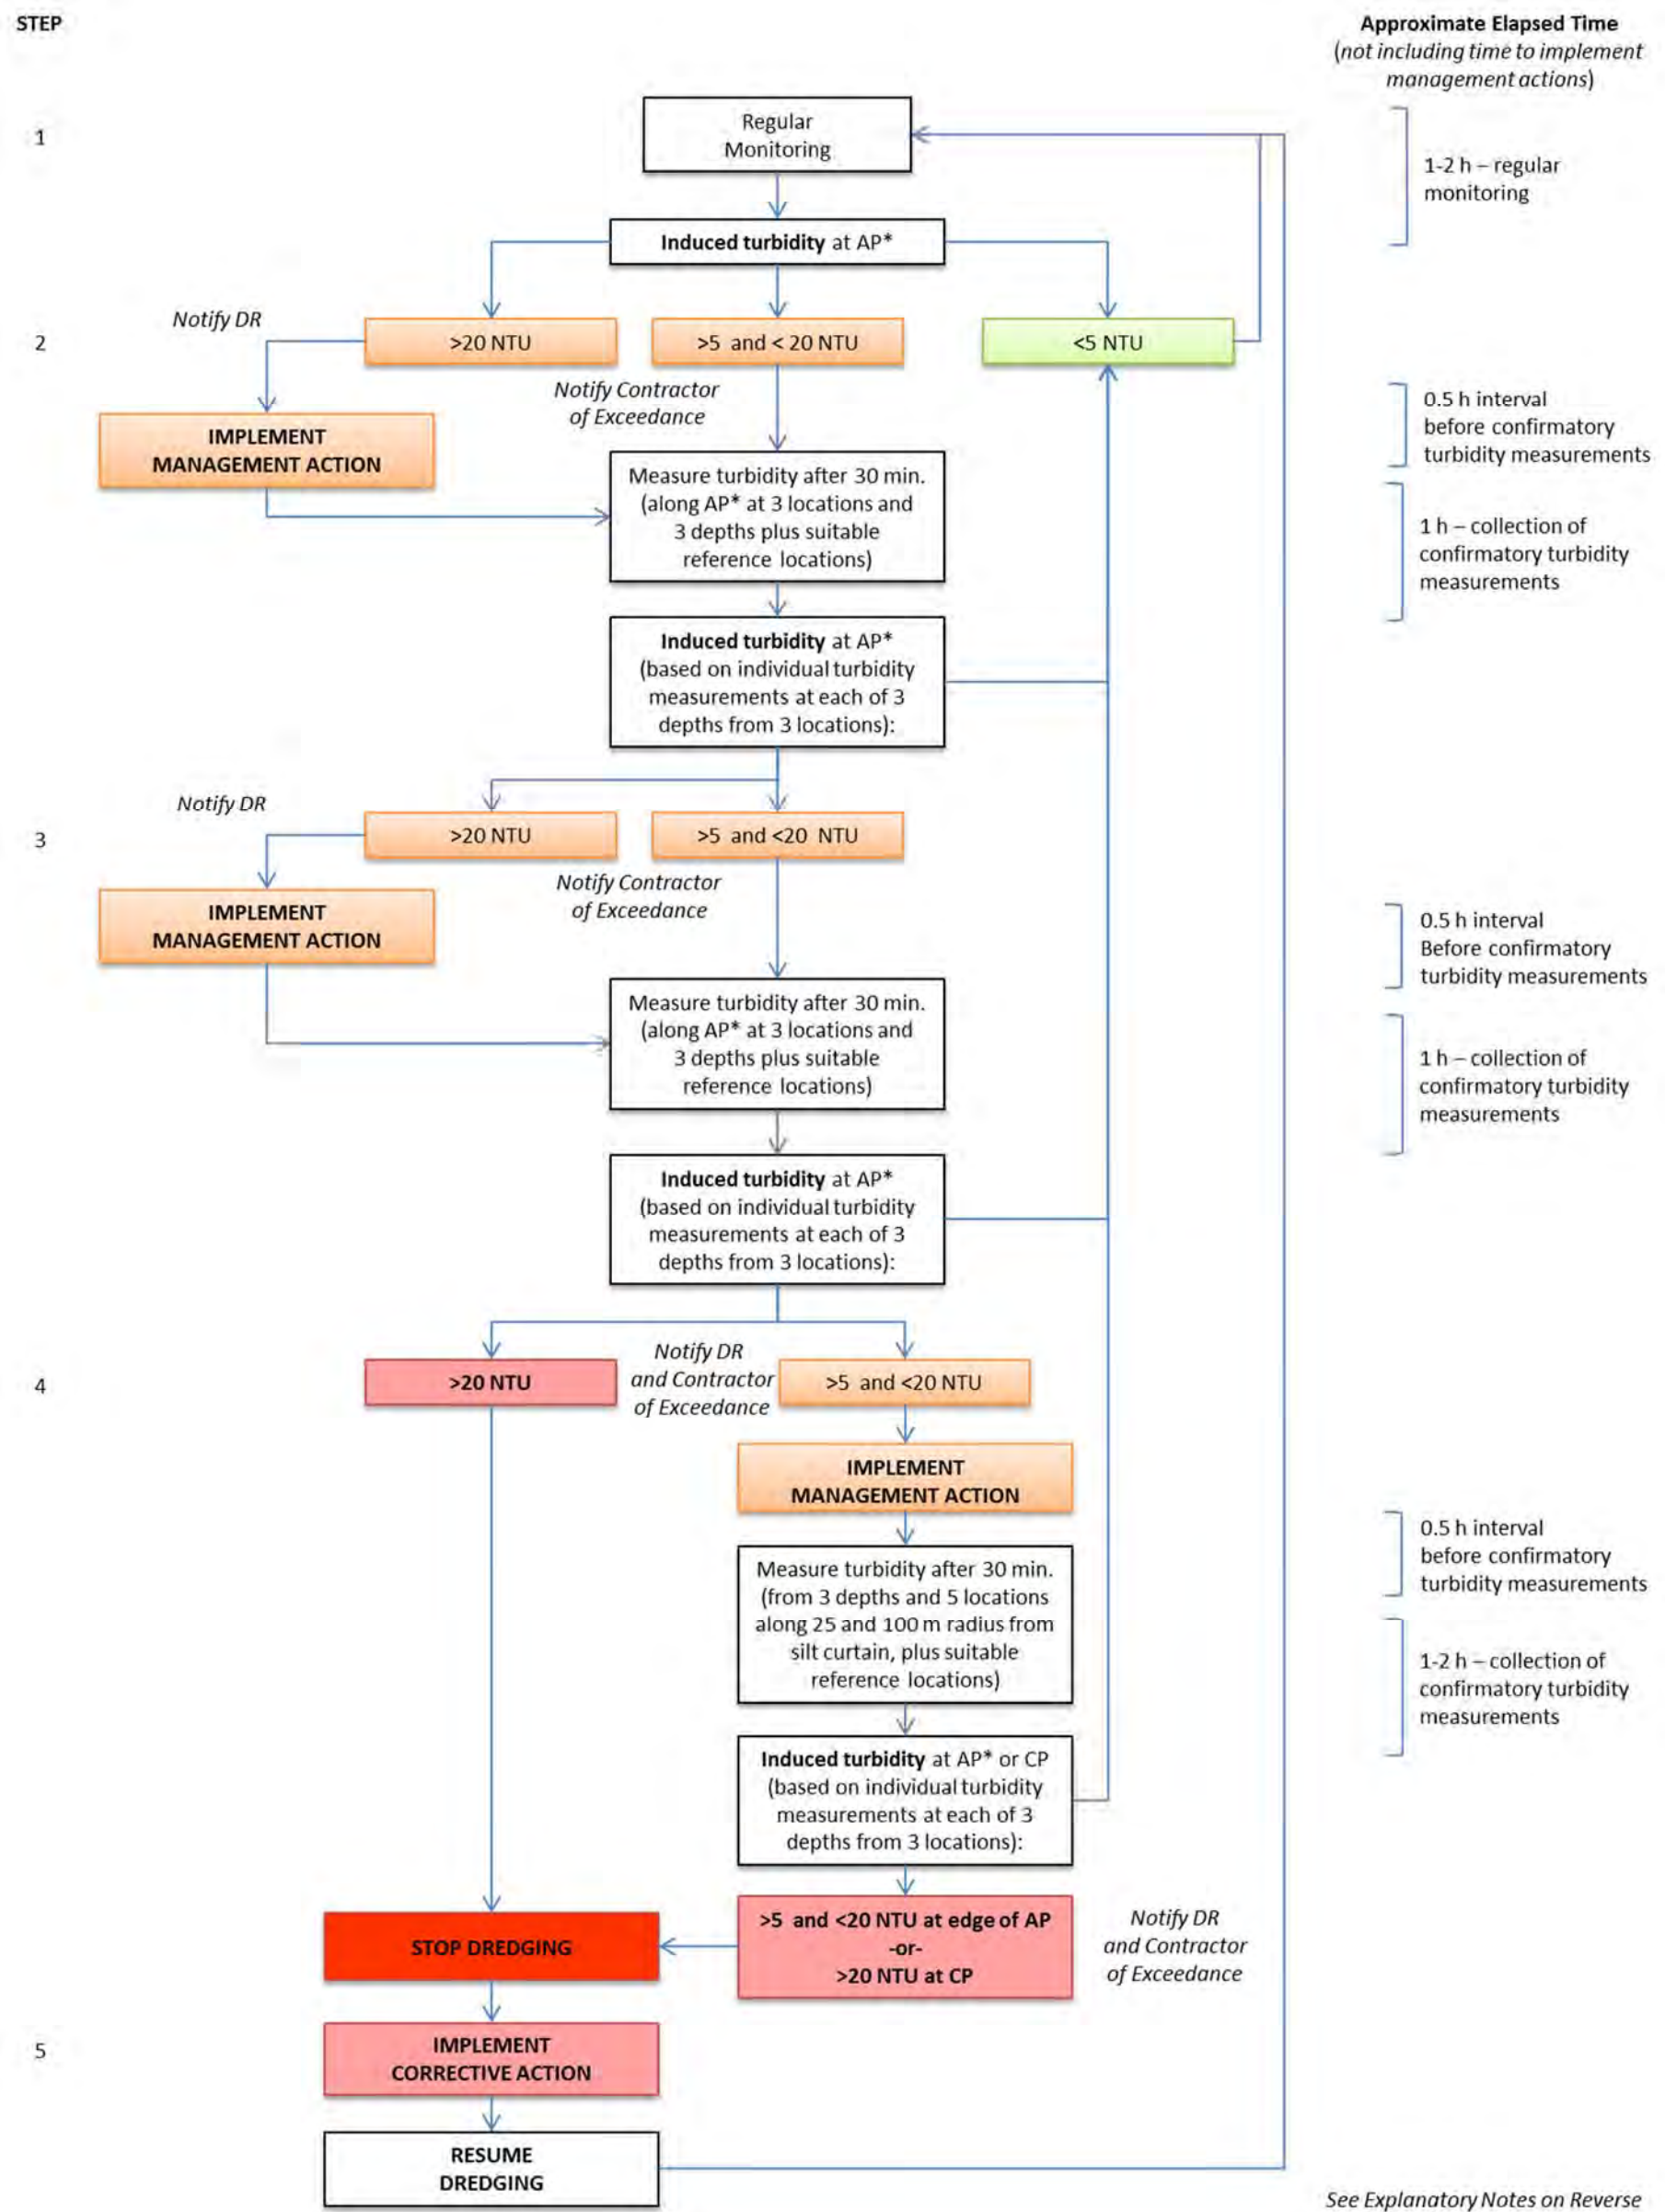 STEP
Approximate Elapsed Time
(not including time to implement
management actions)
1
Regular
Monitoring
1-2 h – regular
monitoring
Induced turbidity at AP*
Notify DR
2
>20 NTU
>5 and < 20 NTU
<5 NTU
Notify Contractor
of Exceedance
0.5 h interval
before confirmatory
turbidity measurements
IMPLEMENT
MANAGEMENT ACTION
Measure turbidity after 30 min.
(along AP* at 3 locations and
3 depths plus suitable
reference locations)
1 h – collection of
confirmatory turbidity
measurements
Induced turbidity at AP*
(based on individual turbidity
measurements at each of 3
depths from 3 locations):
Notify DR
3
>20 NTU
>5 and <20 NTU
Notify Contractor
of Exceedance
IMPLEMENT
MANAGEMENT ACTION
0.5 h interval
Before confirmatory
turbidity measurements
Measure turbidity after 30 min.
(along AP* at 3 locations and
3 depths plus suitable
reference locations)
1 h – collection of
confirmatory turbidity
measurements
Induced turbidity at AP*
(based on individual turbidity
measurements at each of 3
depths from 3 locations):
4
>20 NTU
Notify DR
and Contractor
of Exceedance
>5 and <20 NTU
IMPLEMENT
MANAGEMENT ACTION
0.5 h interval
before confirmatory
turbidity measurements
Measure turbidity after 30 min.
(from 3 depths and 5 locations
along 25 and 100 m radius from
silt curtain, plus suitable
reference locations)
1-2 h – collection of
confirmatory turbidity
measurements
Induced turbidity at AP* or CP
(based on individual turbidity
measurements at each of 3
depths from 3 locations):
STOP DREDGING
>5 and <20 NTU at edge of AP
-or-
>20 NTU at CP
Notify DR
and Contractor
of Exceedance
5
IMPLEMENT
CORRECTIVE ACTION
RESUME
DREDGING
See Explanatory Notes on Reverse